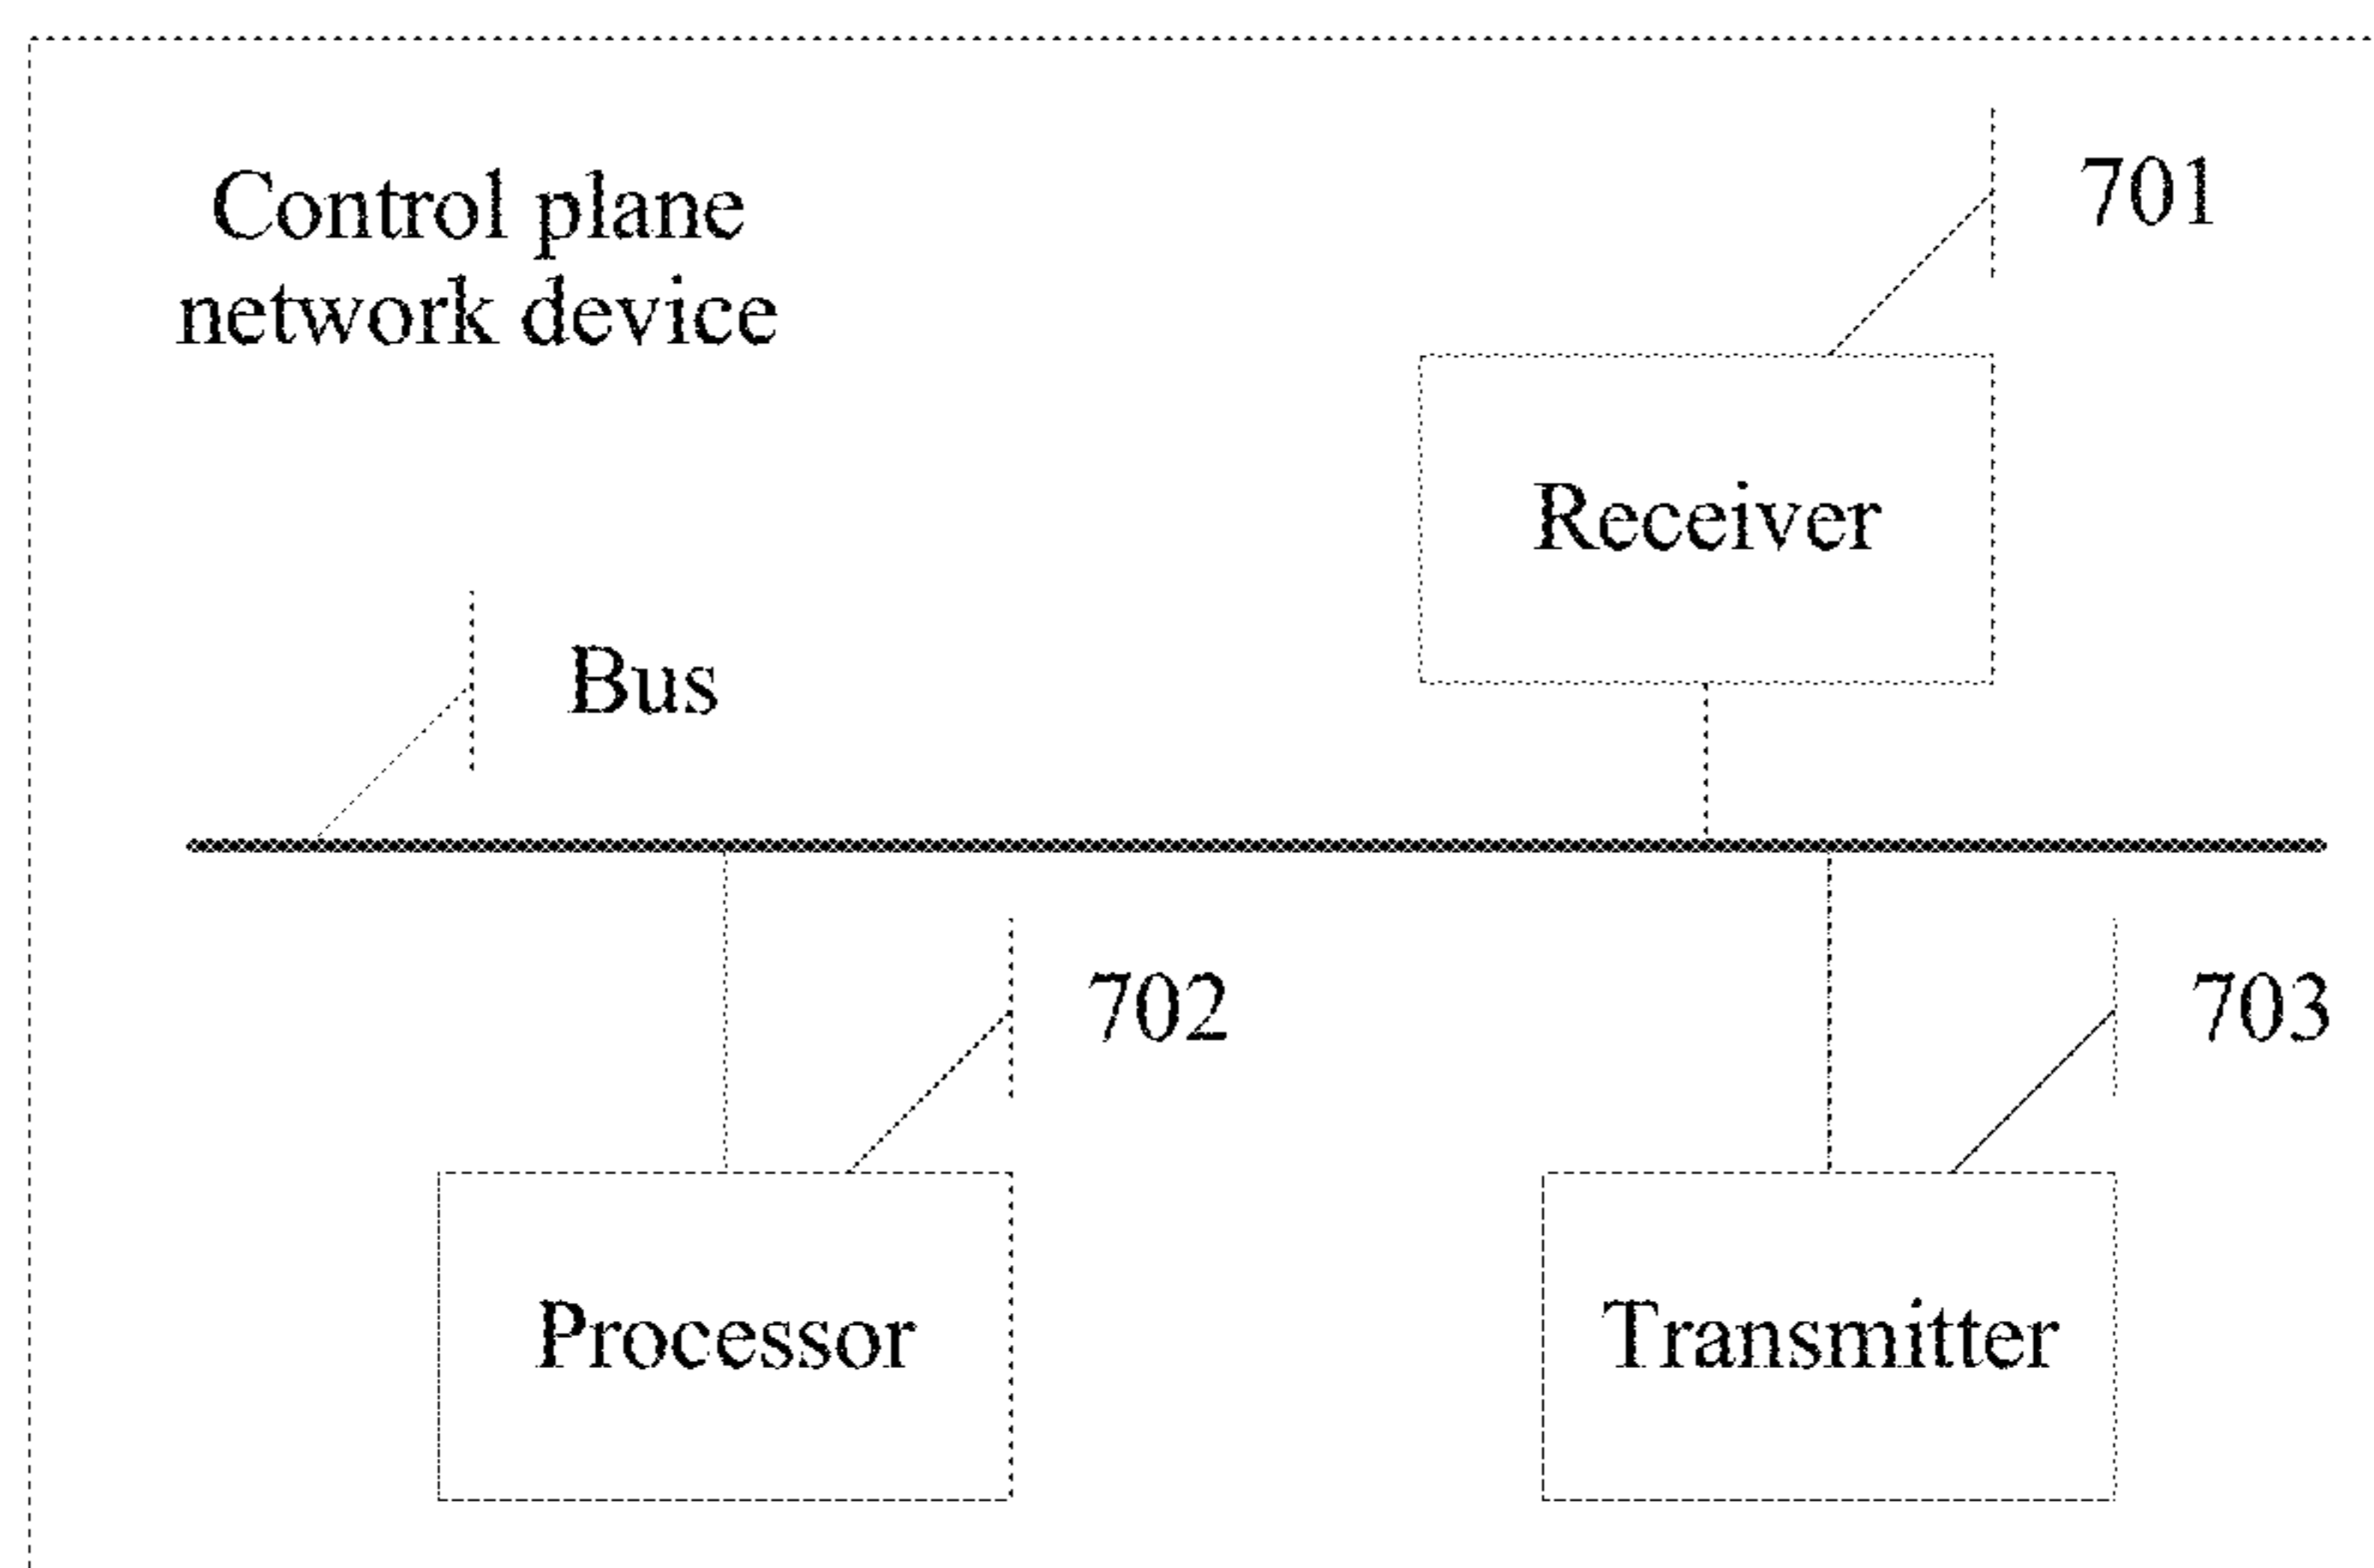 Control plane
network device
701
Receiver
Bus
702
703
Processor
Transmitter